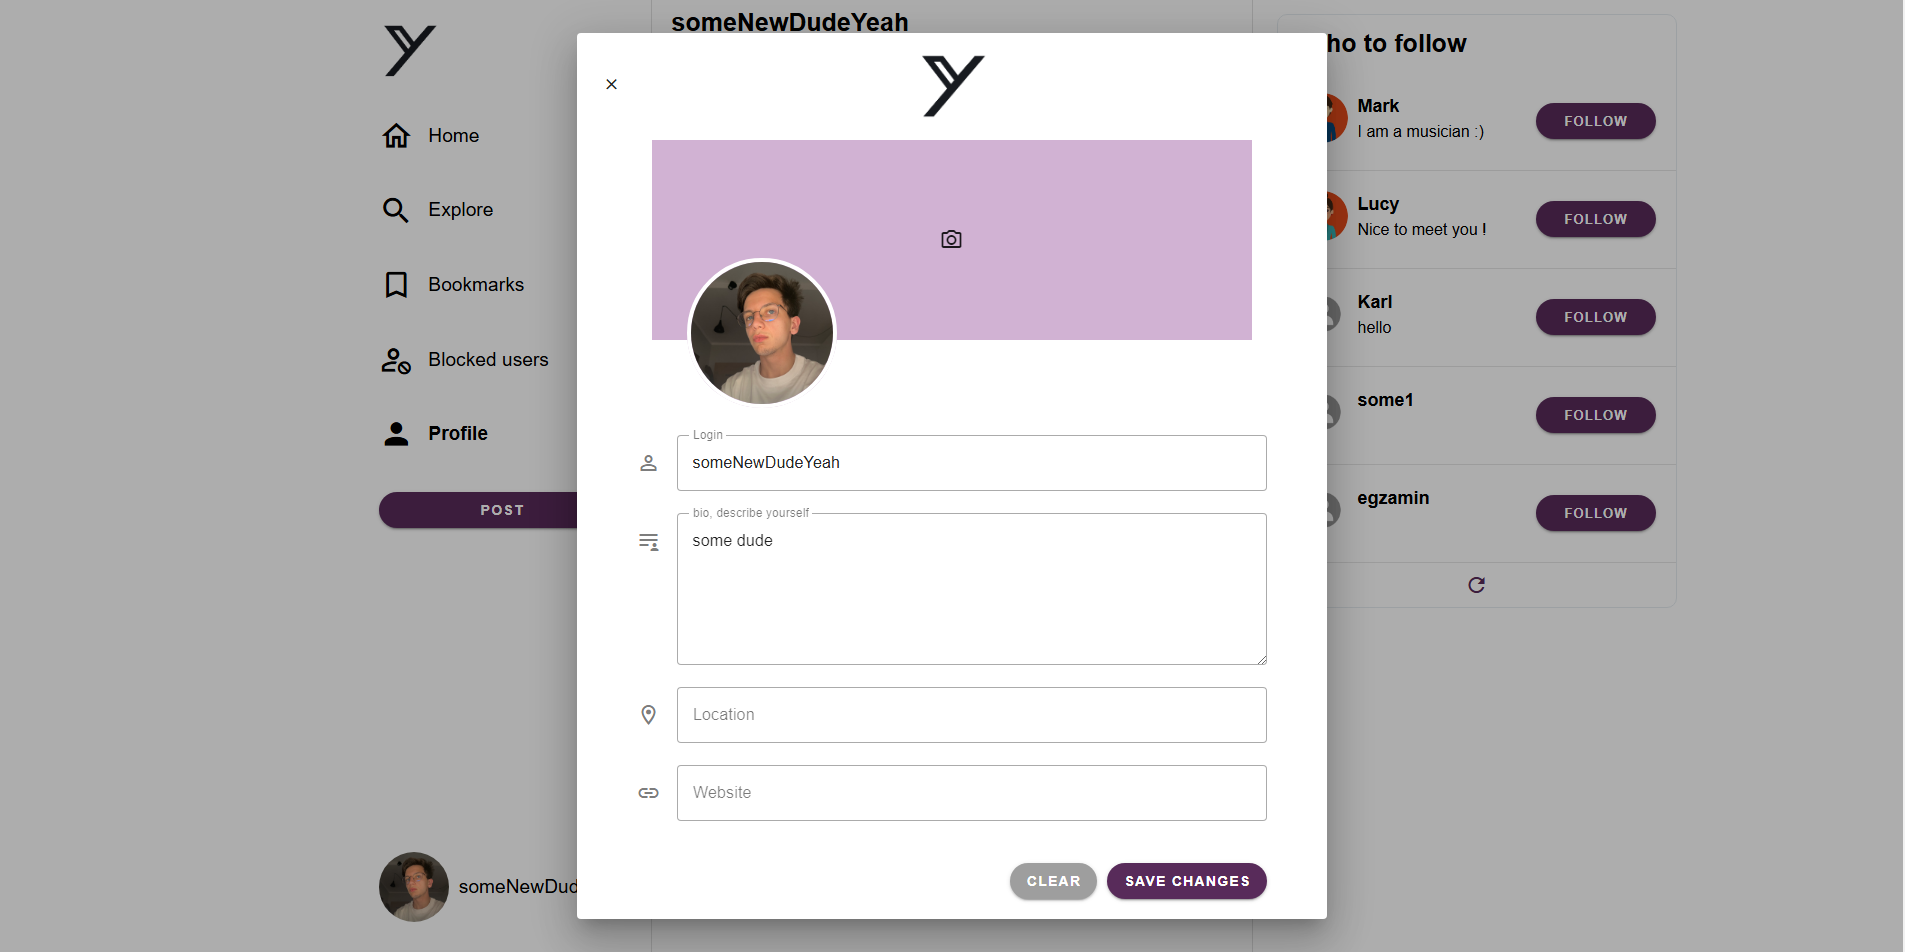 Home
Explore
Bookmarks
Blocked users
Profile
POST
someNewDud
someNewDudeYeah
Login
someNewDudeYeah
bio, describe yourself
some dude
Location
Website
CLEAR
SAVE CHANGES
ho to follow
Mark
I am a musician :)
FOLLOW
Lucy
Nice to meet you !
FOLLOW
Karl
hello
FOLLOW
some1
FOLLOW
egzamin
FOLLOW